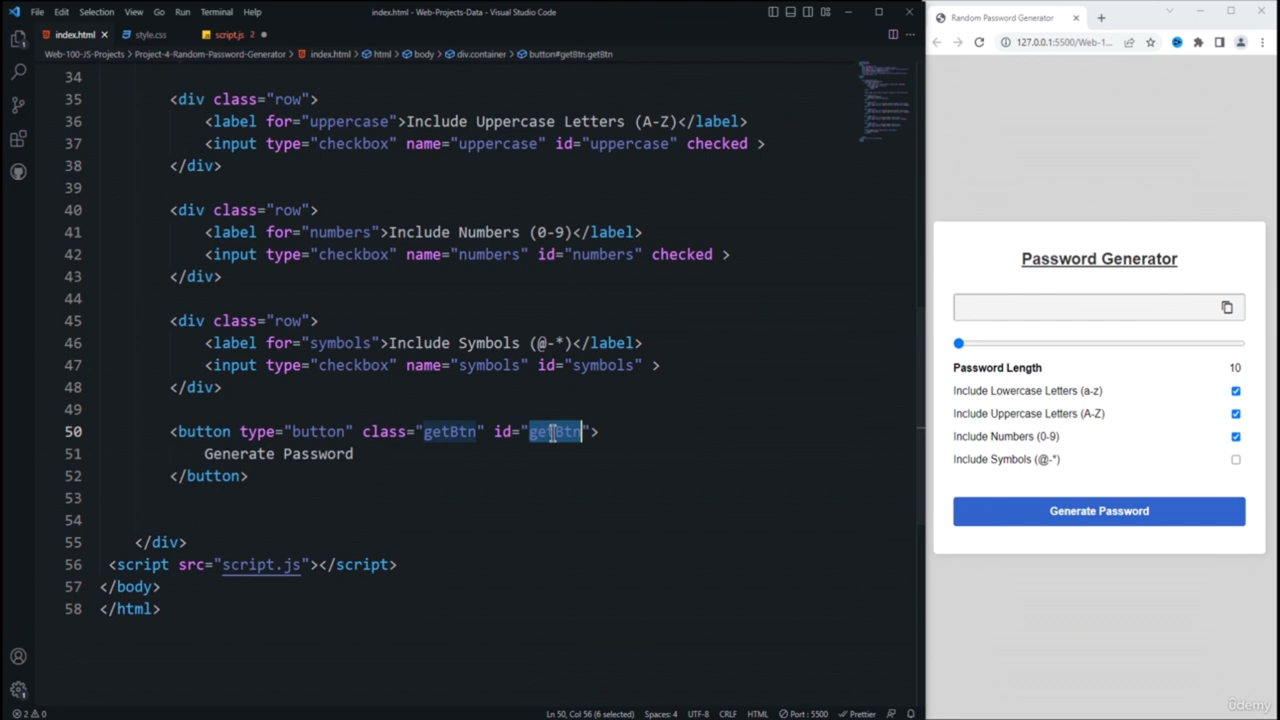 File Edit Selection View Go Run Terminal Help
index.html - Web-Projects-Data - Visual Studio Code
index.html
style.css
script.js 2
Web-100-JS-Projects > Project-4-Random-Password-Generator > index.html > html > body > div.container > button#getBtn.getBtn
34
35 <div class="row">
36 <label for="uppercase">Include Uppercase Letters (A-Z)</label>
37 <input type="checkbox" name="uppercase" id="uppercase" checked >
38 </div>
39
40 <div class="row">
41 <label for="numbers">Include Numbers (0-9)</label>
42 <input type="checkbox" name="numbers" id="numbers" checked >
43 </div>
44
45 <div class="row">
46 <label for="symbols">Include Symbols (@-*)</label>
47 <input type="checkbox" name="symbols" id="symbols" >
48 </div>
49
50 <button type="button" class="getBtn" id="getBtn">
51 Generate Password
52 </button>
53
54
55 </div>
56 <script src="script.js"></script>
57 </body>
58 </html>
2 0
Ln 50, Col 56 (6 selected) Spaces: 4 UTF-8 CRLF HTML Port : 5500 Prettier
Random Password Generator
127.0.0.1:5500/Web-1...
Password Generator
Password Length 10
Include Lowercase Letters (a-z)
Include Uppercase Letters (A-Z)
Include Numbers (0-9)
Include Symbols (@-*)
Generate Password
ûdemy